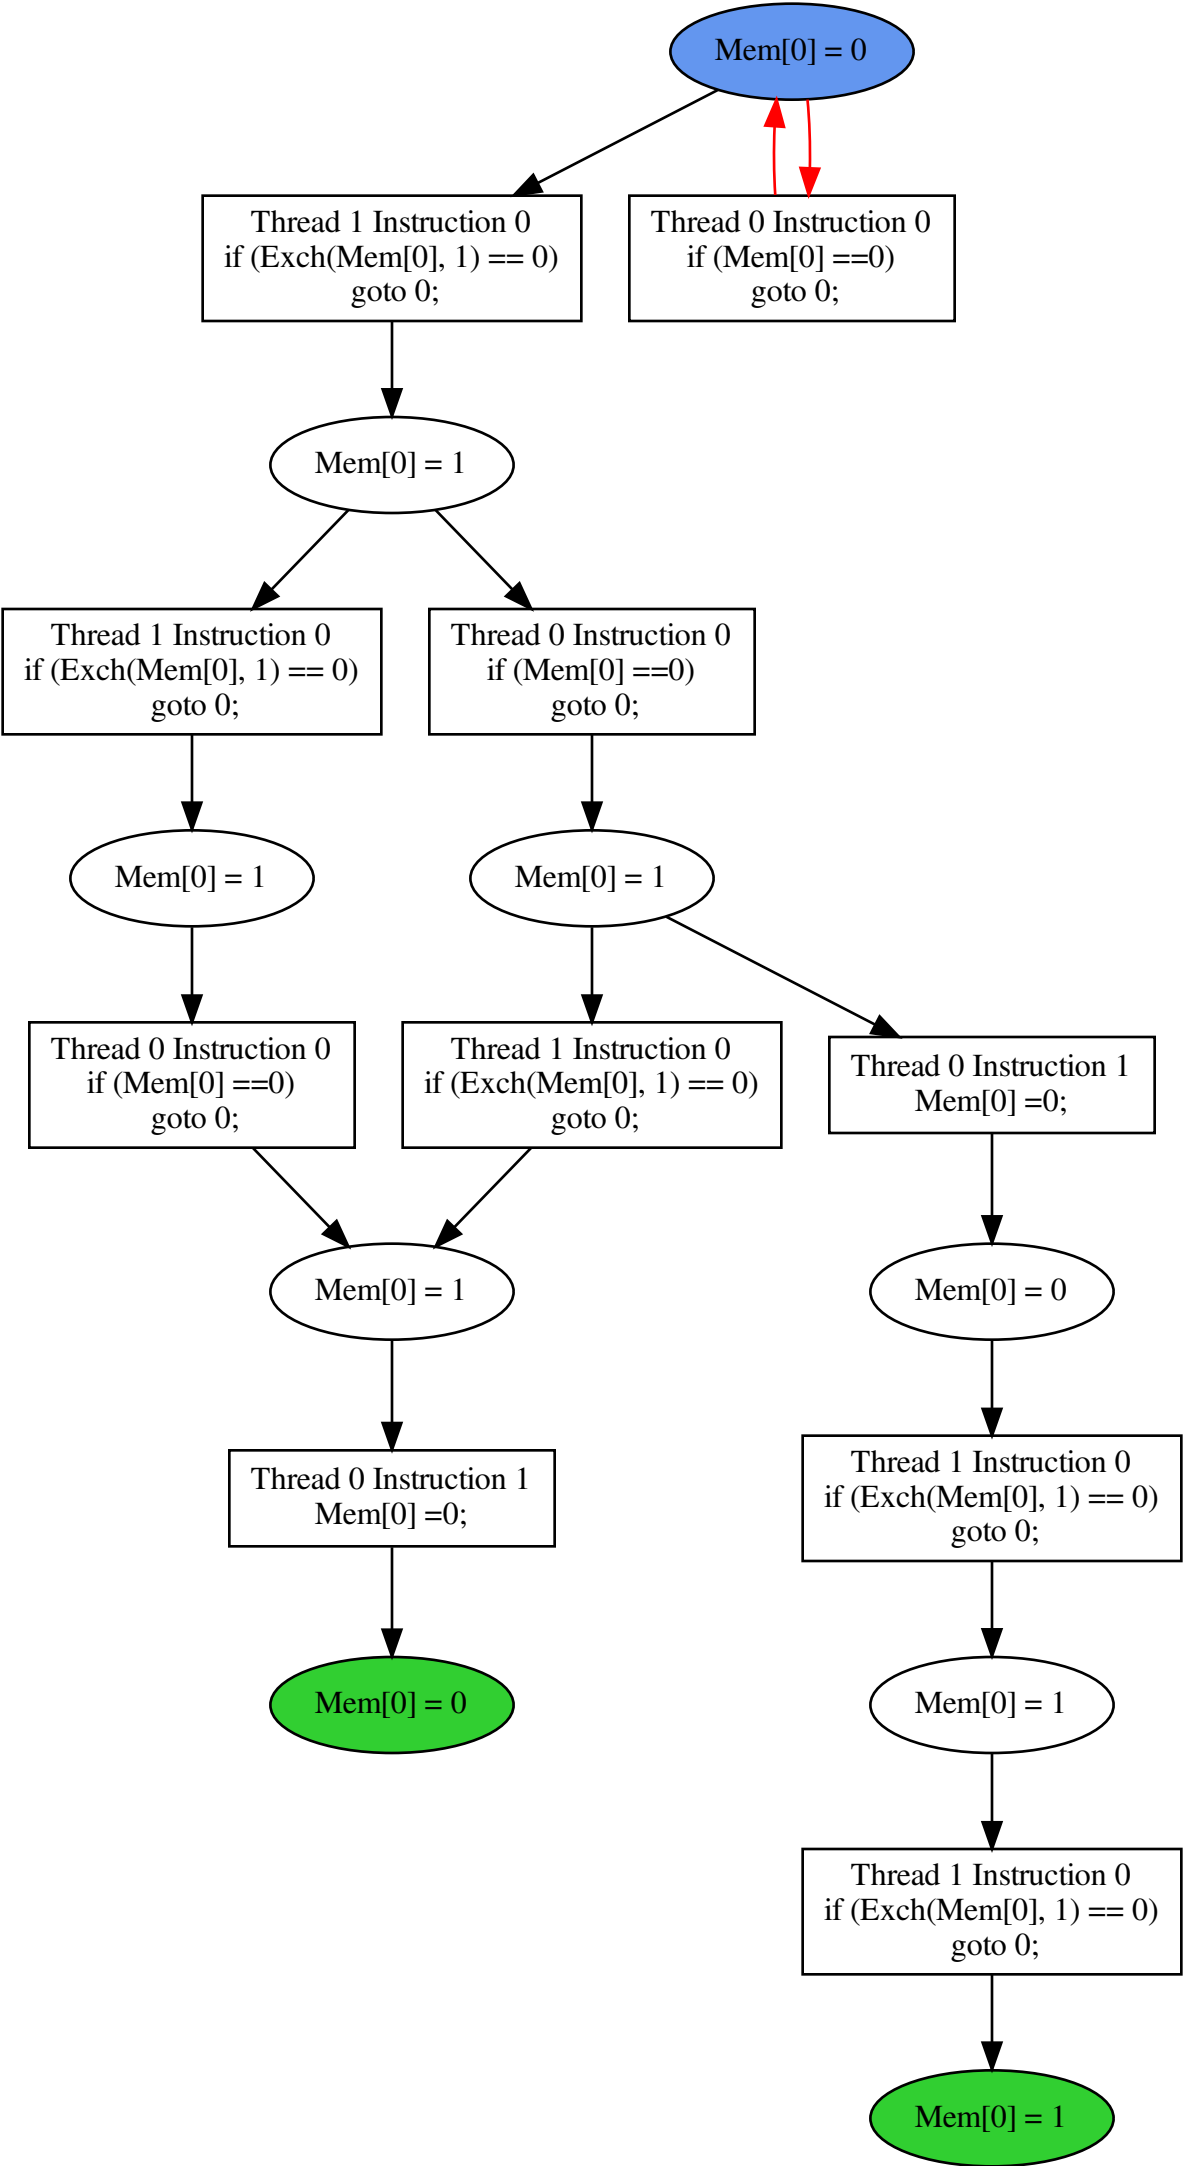 Mem[0] = 0
Thread 1 Instruction 0
if (Exch(Mem[0], 1) == 0)
goto 0;
Thread 0 Instruction 0
if (Mem[0] ==0)
goto 0;
Mem[0] = 1
Thread 1 Instruction 0
if (Exch(Mem[0], 1) == 0)
goto 0;
Thread 0 Instruction 0
if (Mem[0] ==0)
goto 0;
Mem[0] = 1
Mem[0] = 1
Thread 0 Instruction 0
if (Mem[0] ==0)
goto 0;
Thread 1 Instruction 0
if (Exch(Mem[0], 1) == 0)
goto 0;
Thread 0 Instruction 1
Mem[0] =0;
Mem[0] = 1
Mem[0] = 0
Thread 0 Instruction 1
Mem[0] =0;
Thread 1 Instruction 0
if (Exch(Mem[0], 1) == 0)
goto 0;
Mem[0] = 0
Mem[0] = 1
Thread 1 Instruction 0
if (Exch(Mem[0], 1) == 0)
goto 0;
Mem[0] = 1